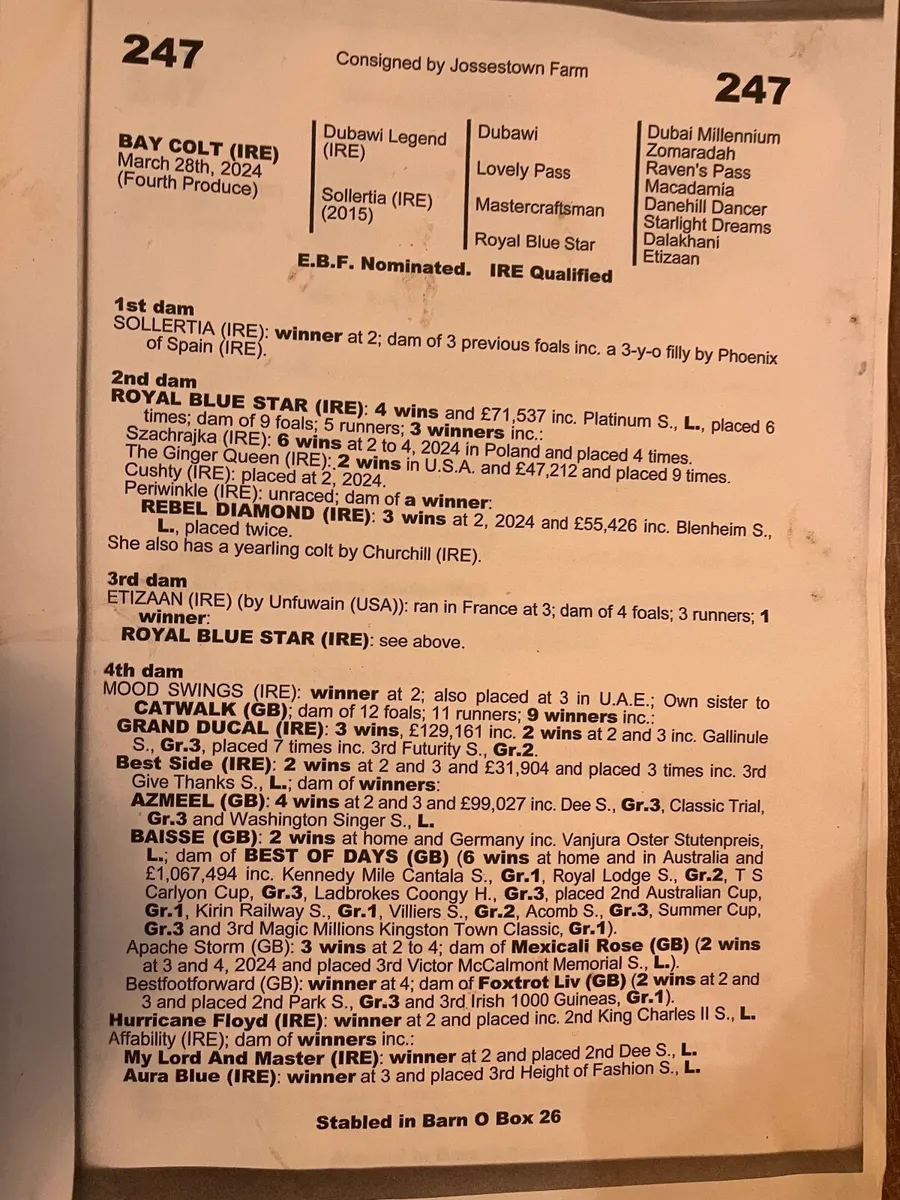 247
Consigned by Jossestown Farm
247
BAY COLT (IRE)
March 28th, 2024
(Fourth Produce)
Dubawi Legend
(IRE)
Sollertia (IRE)
(2015)
Dubawi
Lovely Pass
Mastercraftsman
Royal Blue Star
Dubai Millennium
Zomaradah
Raven's Pass
Macadamia
Danehill Dancer
Starlight Dreams
Dalakhani
Etizaan
E.B.F. Nominated. IRE Qualified
1st dam
SOLLERTIA (IRE): winner at 2; dam of 3 previous foals inc. a 3-y-o filly by Phoenix
of Spain (IRE).
2nd dam
ROYAL BLUE STAR (IRE): 4 wins and £71,537 inc. Platinum S., L., placed 6
times; dam of 9 foals; 5 runners; 3 winners inc.:
Szachrajka (IRE): 6 wins at 2 to 4, 2024 in Poland and placed 4 times.
The Ginger Queen (IRE): 2 wins in U.S.A. and £47,212 and placed 9 times.
Cushty (IRE): placed at 2, 2024.
Periwinkle (IRE): unraced; dam of a winner:
REBEL DIAMOND (IRE): 3 wins at 2, 2024 and £55,426 inc. Blenheim S.,
L., placed twice.
She also has a yearling colt by Churchill (IRE).
3rd dam
ETIZAAN (IRE) (by Unfuwain (USA)): ran in France at 3; dam of 4 foals; 3 runners; 1
winner:
ROYAL BLUE STAR (IRE): see above.
4th dam
MOOD SWINGS (IRE): winner at 2; also placed at 3 in U.A.E.; Own sister to
CATWALK (GB); dam of 12 foals; 11 runners; 9 winners inc.:
GRAND DUCAL (IRE): 3 wins, £129,161 inc. 2 wins at 2 and 3 inc. Gallinule
S., Gr.3, placed 7 times inc. 3rd Futurity S., Gr.2.
Best Side (IRE): 2 wins at 2 and 3 and £31,904 and placed 3 times inc. 3rd
Give Thanks S., L.; dam of winners:
AZMEEL (GB): 4 wins at 2 and 3 and £99,027 inc. Dee S., Gr.3, Classic Trial,
Gr.3 and Washington Singer S., L.
BAISSE (GB): 2 wins at home and Germany inc. Vanjura Oster Stutenpreis,
L.; dam of BEST OF DAYS (GB) (6 wins at home and in Australia and
£1,067,494 inc. Kennedy Mile Cantala S., Gr.1, Royal Lodge S., Gr.2, T S
Carlyon Cup, Gr.3, Ladbrokes Coongy H., Gr.3, placed 2nd Australian Cup,
Gr.1, Kirin Railway S., Gr.1, Villiers S., Gr.2, Acomb S., Gr.3, Summer Cup,
Gr.3 and 3rd Magic Millions Kingston Town Classic, Gr.1).
Apache Storm (GB): 3 wins at 2 to 4; dam of Mexicali Rose (GB) (2 wins
at 3 and 4, 2024 and placed 3rd Victor McCalmont Memorial S., L.).
Bestfootforward (GB): winner at 4; dam of Foxtrot Liv (GB) (2 wins at 2 and
3 and placed 2nd Park S., Gr.3 and 3rd Irish 1000 Guineas, Gr.1).
Hurricane Floyd (IRE): winner at 2 and placed inc. 2nd King Charles II S., L.
Affability (IRE); dam of winners inc.:
My Lord And Master (IRE): winner at 2 and placed 2nd Dee S., L.
Aura Blue (IRE): winner at 3 and placed 3rd Height of Fashion S., L.
Stabled in Barn O Box 26